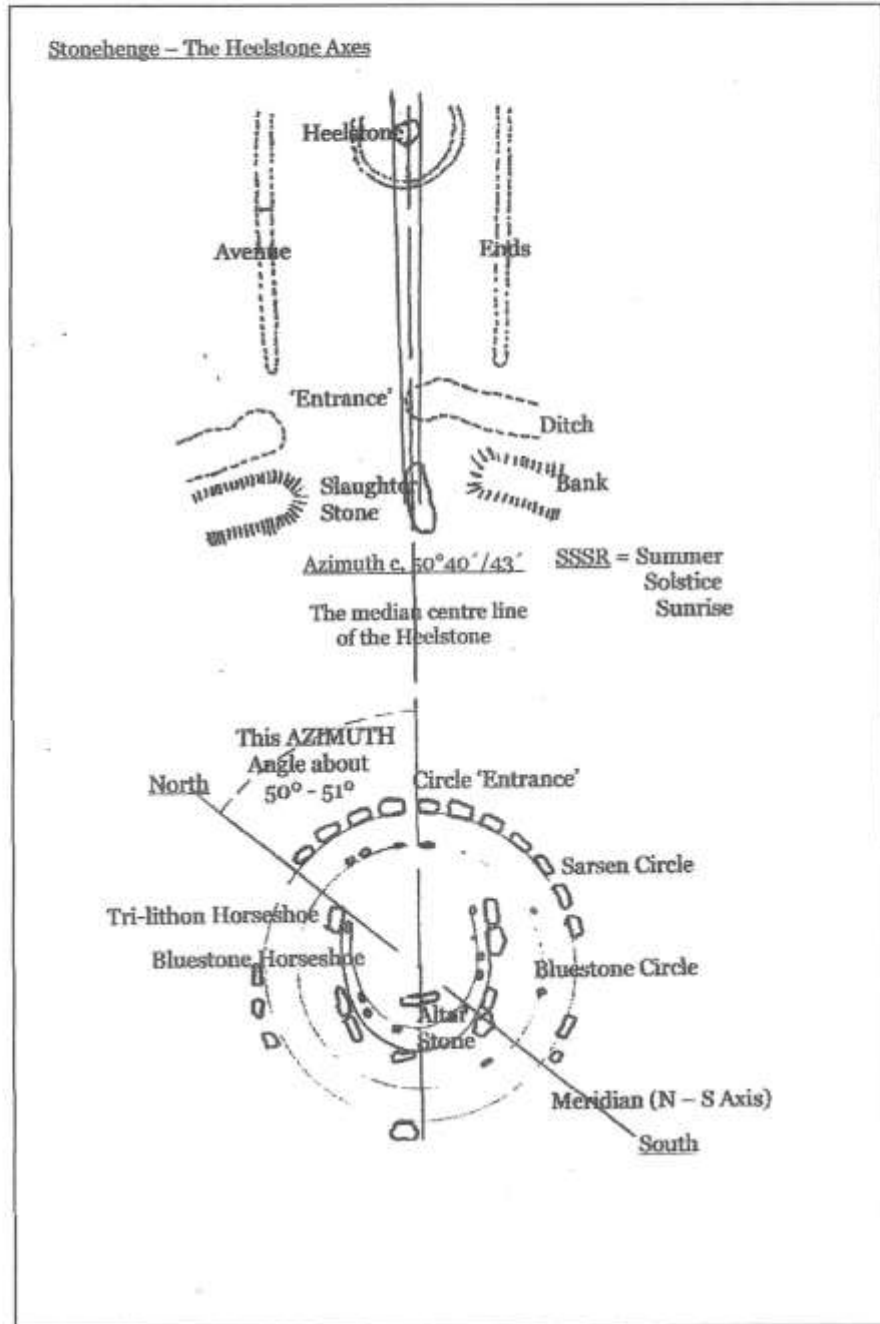 Stonehenge – The Heelstone Axes
Heelstone
Avenue
Ends
'Entrance'
Ditch
Slaughter
Stone
Bank
Azimuth c. 50°40´/43´
SSSR = Summer
Solstice
Sunrise
The median centre line
of the Heelstone
This AZIMUTH
Angle about
50° - 51°
North
Circle 'Entrance'
Sarsen Circle
Tri-lithon Horseshoe
Bluestone Horseshoe
Bluestone Circle
Altar
Stone
Meridian (N – S Axis)
South